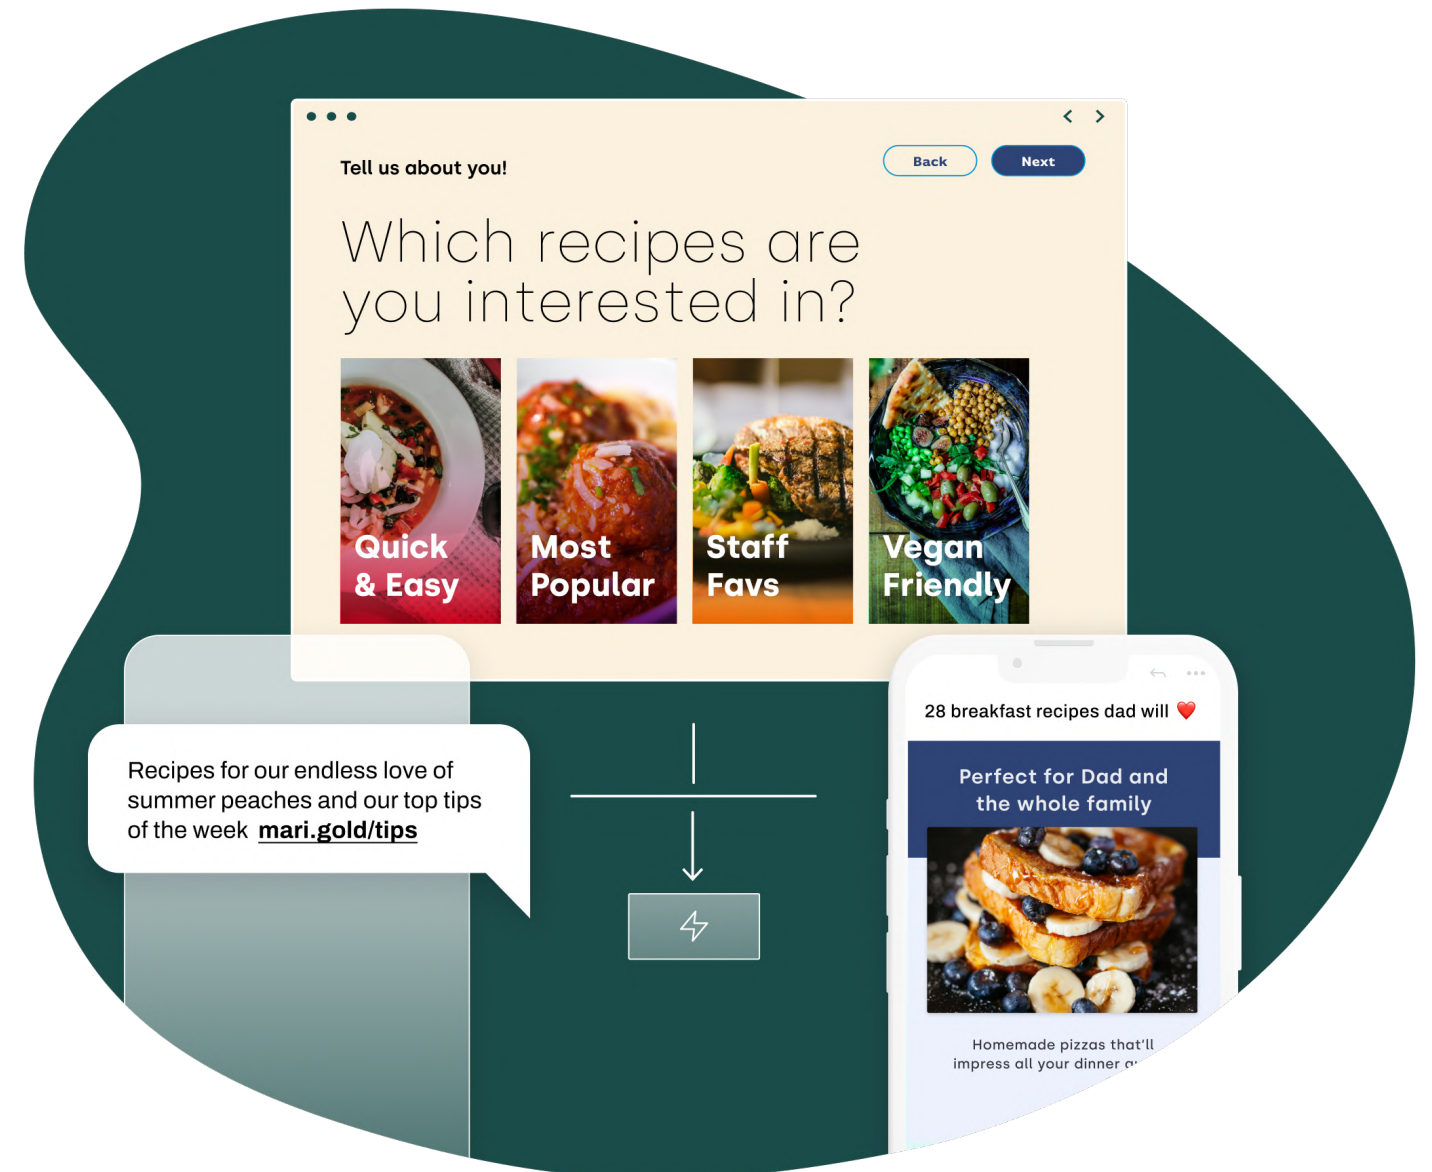 Tell us about you!
Back
Next
Which recipes are
you interested in?
Quick
& Easy
Most
Popular
Staff
Favs
Vegan
Friendly
Recipes for our endless love of
summer peaches and our top tips
of the week mari.gold/tips
28 breakfast recipes dad will ❤️
Perfect for Dad and
the whole family
Homemade pizzas that'll
impress all your dinner